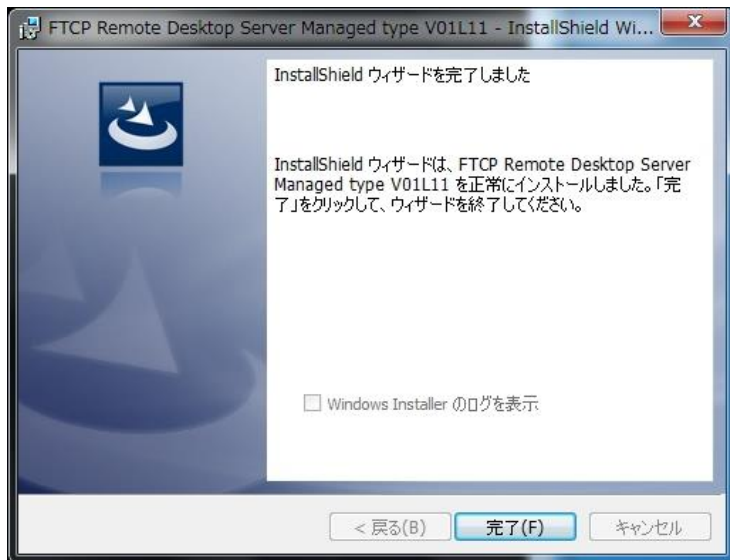 FTCP Remote Desktop Server Managed type V01L11 - InstallShield Wi...
InstallShield ウィザードを完了しました
InstallShield ウィザードは、FTCP Remote Desktop Server
Managed type V01L11 を正常にインストールしました。「完
了」をクリックして、ウィザードを終了してください。
Windows Installer のログを表示
< 戻る(B) 完了(F) キャンセル